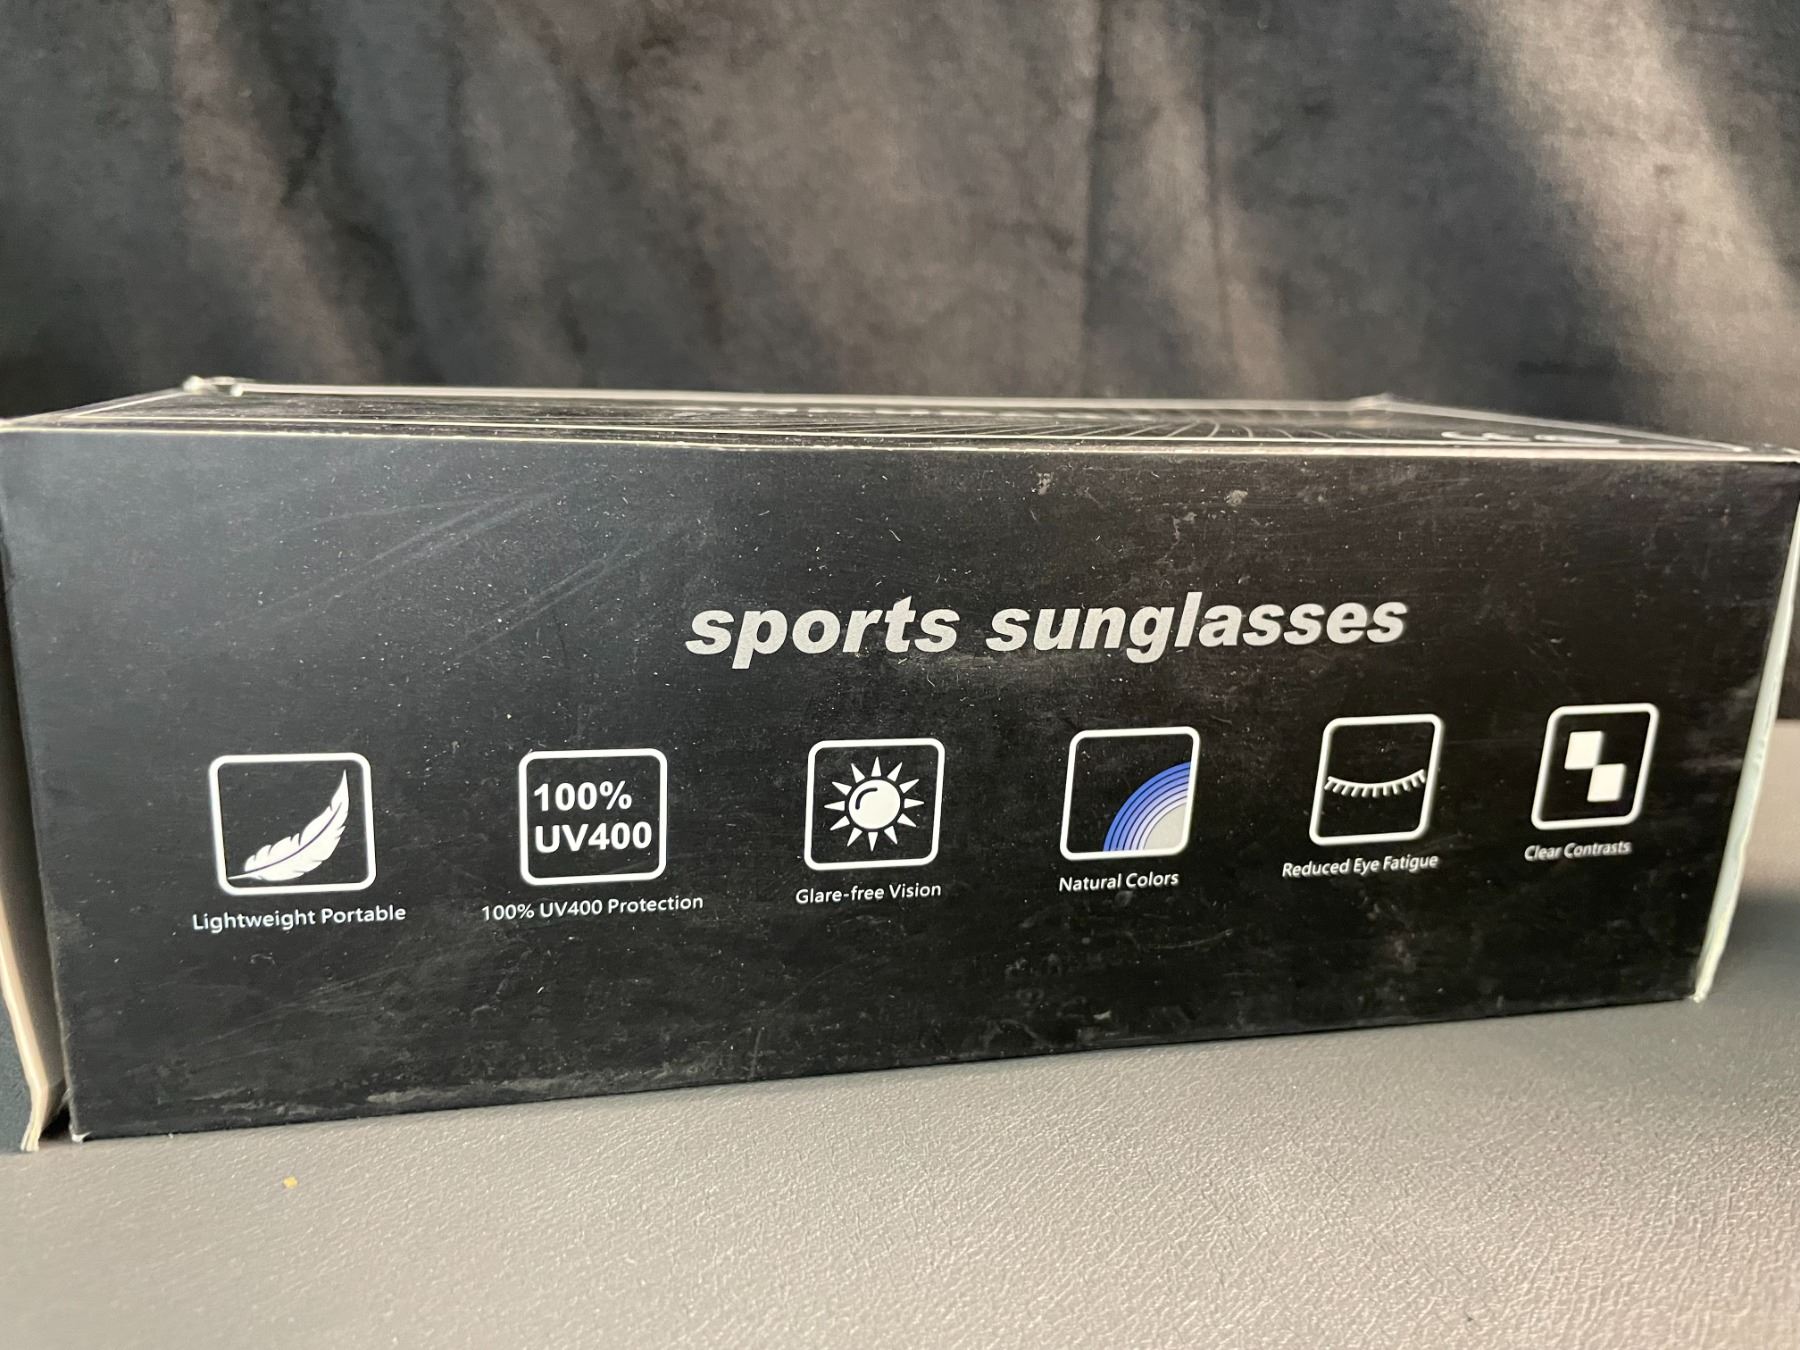 sports sunglasses
100%
UV400
Lightweight Portable
100% UV400 Protection
Glare-free Vision
Natural Colors
Reduced Eye Fatigue
Clear Contrasts